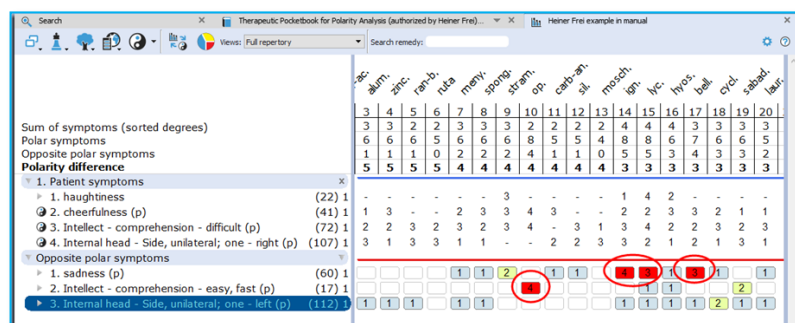 Search
Therapeutic Pocketbook for Polarity Analysis (authorized by Heiner Frei)...
Heiner Frei example in manual
Views: Full repertory
Search remedy:
-ac. alum. zinc. ran-b. ruta meny. spong. stram. op. carb-an. sil. mosch. ign. lyc. hyos. bell. cycl. sabad. laur.
3 4 5 6 7 8 9 10 11 12 13 14 15 16 17 18 19 20
Sum of symptoms (sorted degrees) 3 3 2 2 3 3 3 2 2 2 2 4 4 4 3 3 3 3
Polar symptoms 6 6 6 5 6 6 6 8 5 5 4 8 8 6 7 6 6 5
Opposite polar symptoms 1 1 1 0 2 2 2 4 1 1 0 5 5 3 4 3 3 2
Polarity difference 5 5 5 5 4 4 4 4 4 4 4 3 3 3 3 3 3 3
1. Patient symptoms x
1. haughtiness (22) 1 - - - - - - 3 - - - - 1 4 2 - - - -
2. cheerfulness (p) (41) 1 1 3 - - 2 3 3 4 3 - - 2 2 3 3 2 1 1
3. Intellect - comprehension - difficult (p) (72) 1 2 2 3 2 3 2 3 4 - 3 1 3 4 2 2 1 2 2
4. Internal head - Side, unilateral; one - right (p) (107) 1 3 1 3 3 1 1 - - 2 2 3 3 2 1 2 1 3 1
Opposite polar symptoms
1. sadness (p) (60) 1 1 1 2 1 1 4 3 1 3 1 1
2. Intellect - comprehension - easy, fast (p) (17) 1 4 1 1 2
3. Internal head - Side, unilateral; one - left (p) (112) 1 1 1 1 1 1 1 1 1 1 2 1 1